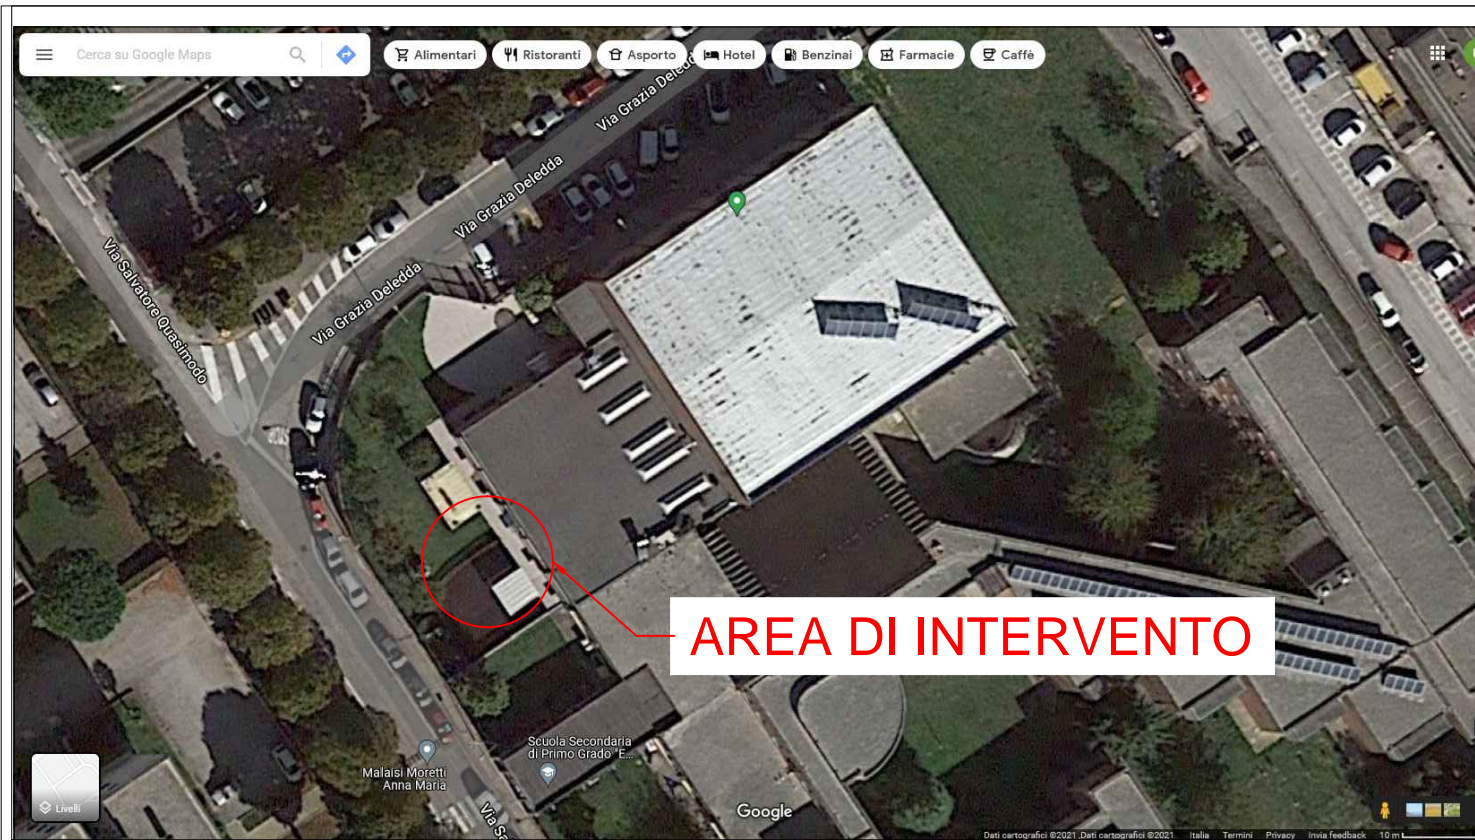 Cerca su Google Maps
Alimentari
Ristoranti
Asporto
Hotel
Benzinai
Farmacie
Caffè
Via Grazia Deledda
Via Grazia Deledda
Via Grazia Deledda
Via Salvatore Quasimodo
AREA DI INTERVENTO
Scuola Secondaria
di Primo Grado "E...
Malaisi Moretti
Anna Maria
Livelli
Google
Dati cartografici ©2021 ,Dati cartografici ©2021 Italia Termini Privacy Invia feedback 10 m